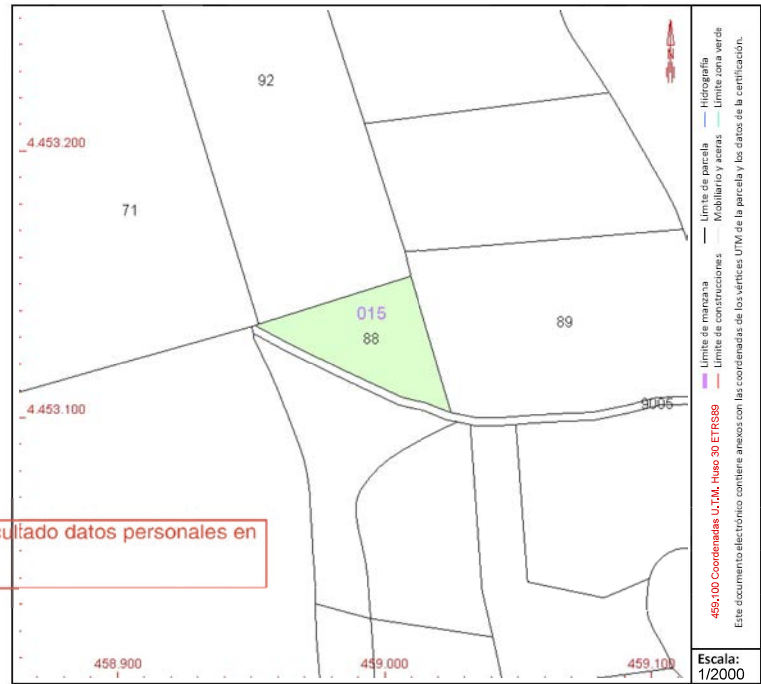 92
4.453.200
71
015
88
89
4.453.100
9005
ultado datos personales en
458.900
459.000
459.100
Límite de manzana
Límite de parcela
Hidrografía
Límite de construcciones
Mobiliario y aceras
Límite zona verde
459.100 Coordenadas U.T.M. Huso 30 ETRS89
Este documento electrónico contiene anexos con las coordenadas de los vértices UTM de la parcela y los datos de la certificación.
Escala:
1/2000